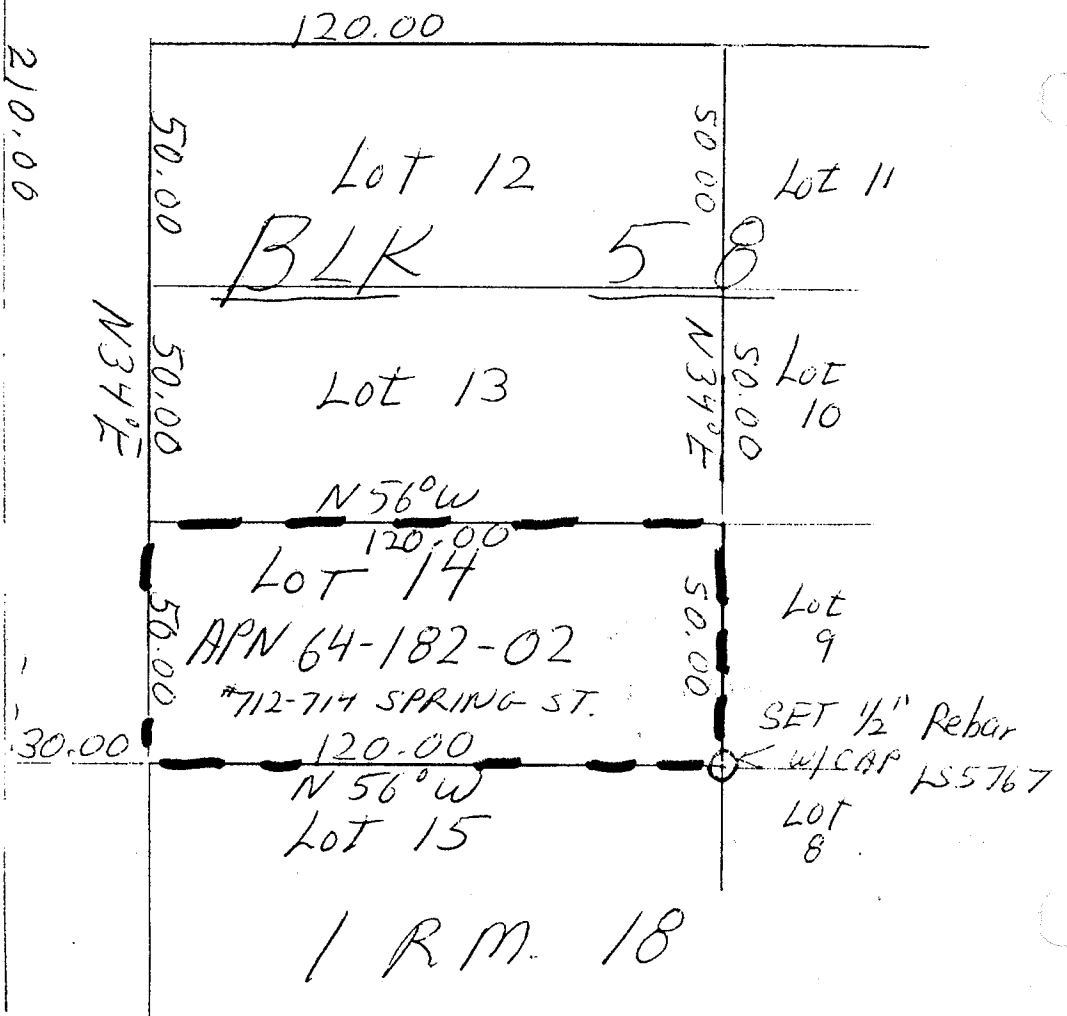 120.00
210.00
50.00
Lot 12
50.00
Lot 11
BLK 58
N34°E
50.00
Lot 13
N34°E
50.00
Lot
10
N 56° W
120.00
LOT 14
50.00
APN 64-182-02
50.00
Lot
9
#712-714 SPRING ST.
SET 1/2" Rebar
W/CAP LS5767
30.00
120.00
N 56° W
Lot 15
LOT
8
1 R.M. 18